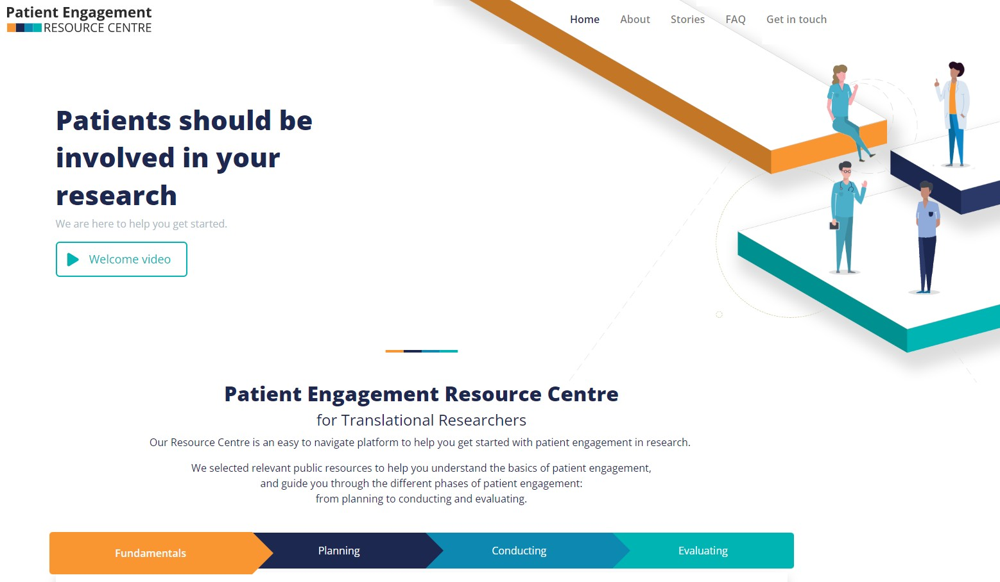 Patient Engagement
RESOURCE CENTRE
Home About Stories FAQ Get in touch
Patients should be
involved in your
research
We are here to help you get started.
Welcome video
Patient Engagement Resource Centre
for Translational Researchers
Our Resource Centre is an easy to navigate platform to help you get started with patient engagement in research.
We selected relevant public resources to help you understand the basics of patient engagement,
and guide you through the different phases of patient engagement:
from planning to conducting and evaluating.
Fundamentals Planning Conducting Evaluating